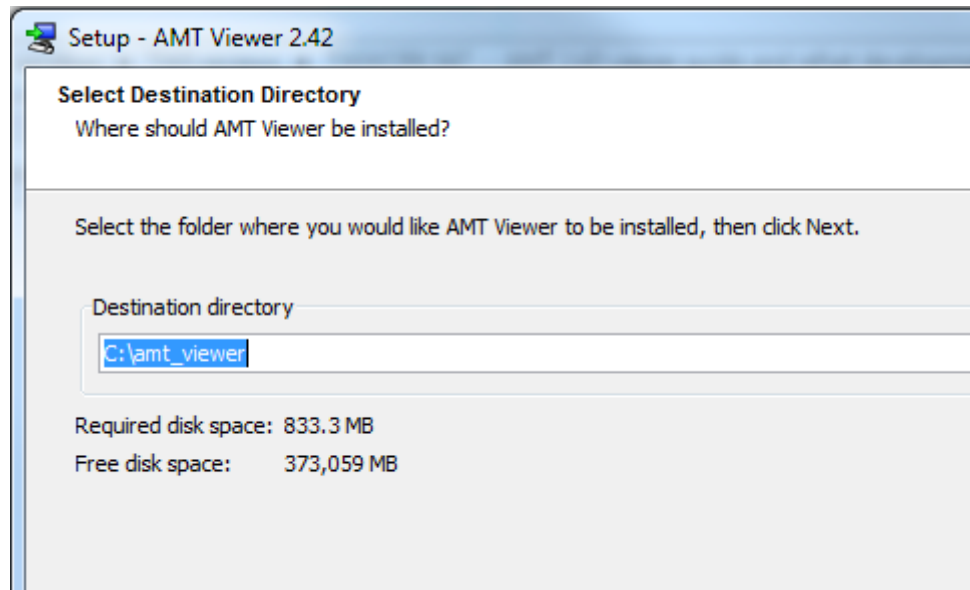 Setup - AMT Viewer 2.42
Select Destination Directory
Where should AMT Viewer be installed?
Select the folder where you would like AMT Viewer to be installed, then click Next.
Destination directory
C:\amt_viewer
Required disk space: 833.3 MB
Free disk space: 373,059 MB